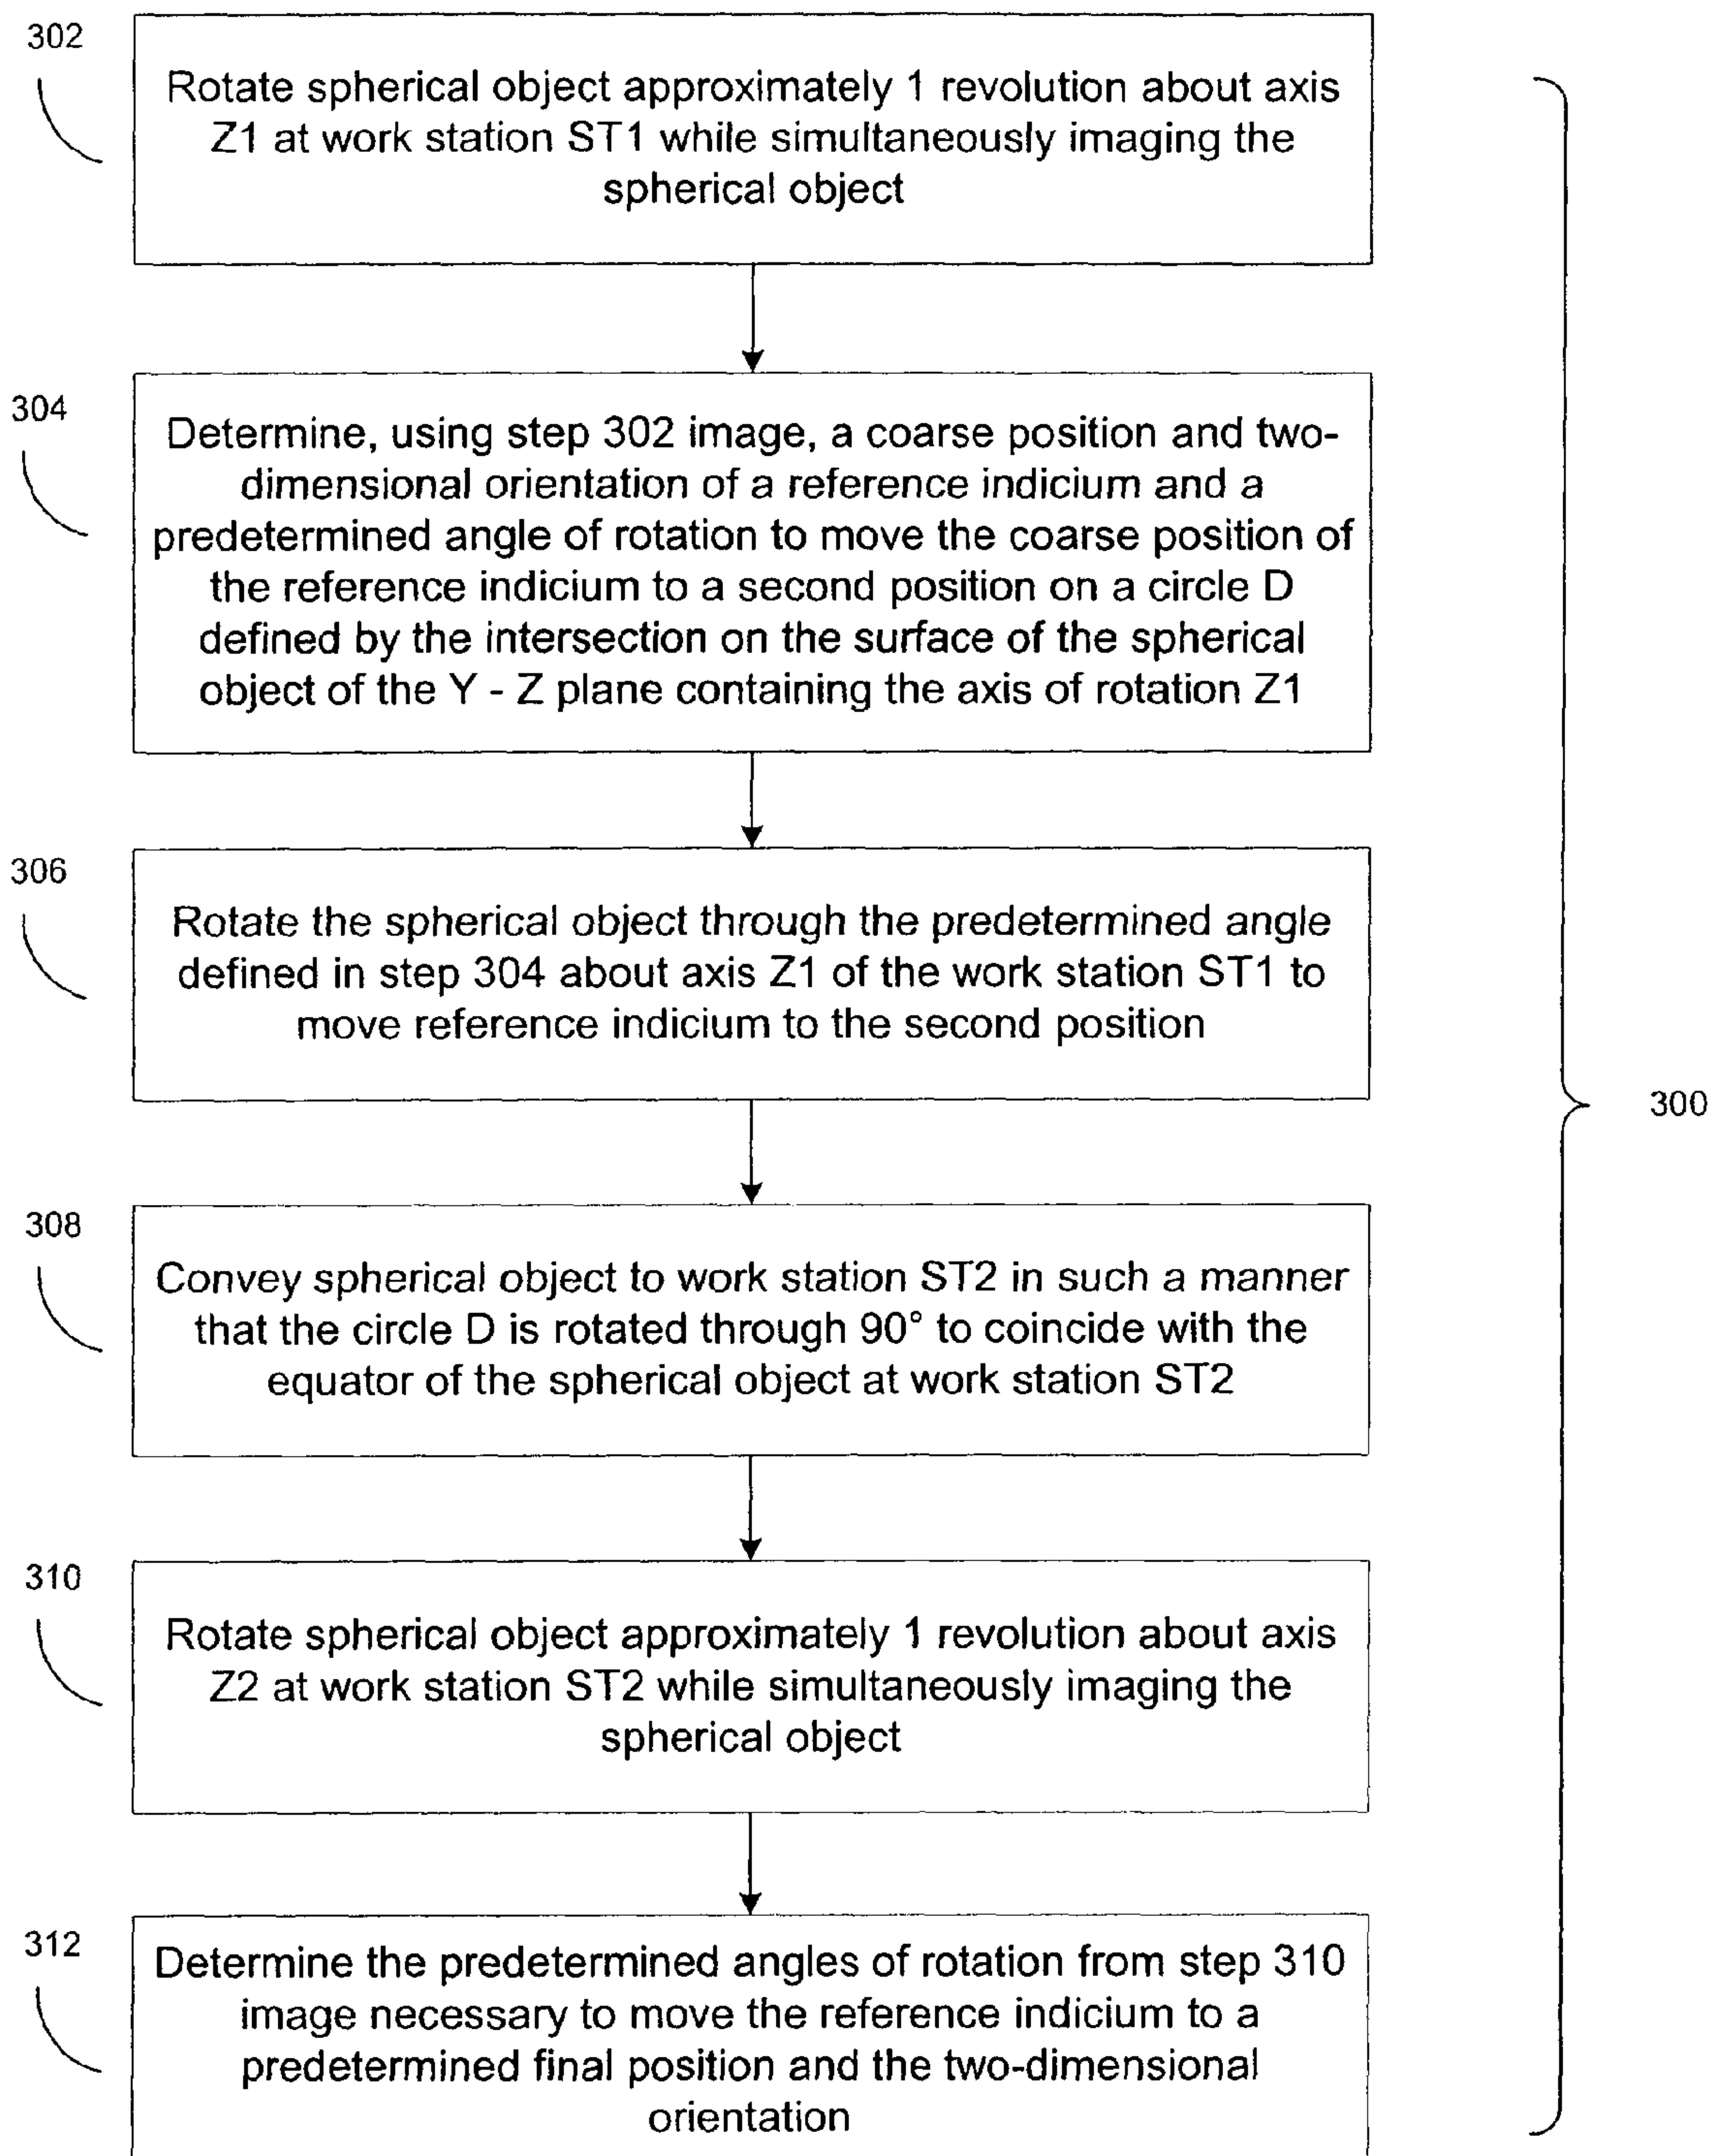 302
Rotate spherical object approximately 1 revolution about axis
Z1 at work station ST1 while simultaneously imaging the
spherical object
304
Determine, using step 302 image, a coarse position and two-
dimensional orientation of a reference indicium and a
predetermined angle of rotation to move the coarse position of
the reference indicium to a second position on a circle D
defined by the intersection on the surface of the spherical
object of the Y - Z plane containing the axis of rotation Z1
306
Rotate the spherical object through the predetermined angle
defined in step 304 about axis Z1 of the work station ST1 to
move reference indicium to the second position
300
308
Convey spherical object to work station ST2 in such a manner
that the circle D is rotated through 90° to coincide with the
equator of the spherical object at work station ST2
310
Rotate spherical object approximately 1 revolution about axis
Z2 at work station ST2 while simultaneously imaging the
spherical object
312
Determine the predetermined angles of rotation from step 310
image necessary to move the reference indicium to a
predetermined final position and the two-dimensional
orientation